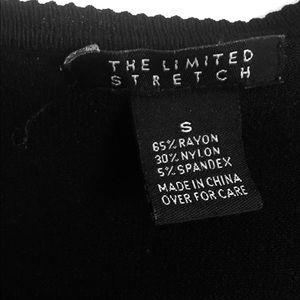 THE LIMITED
STRETCH
S
65% RAYON
30% NYLON
5% SPANDEX
MADE IN CHINA
OVER FOR CARE